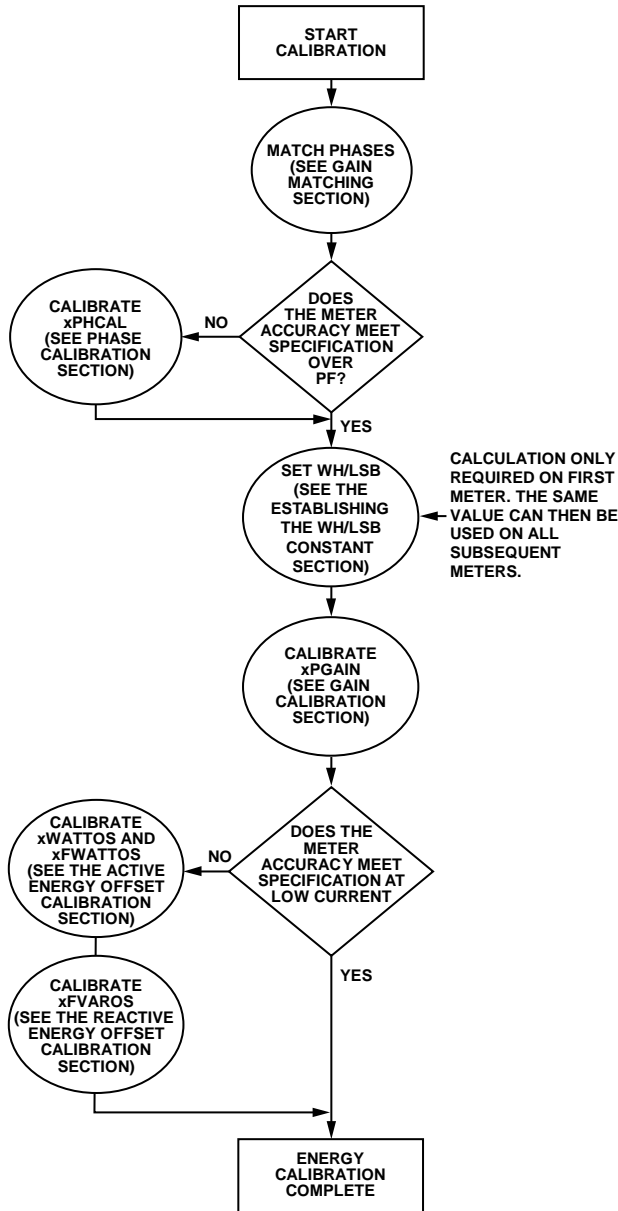 START
CALIBRATION
MATCH PHASES
(SEE GAIN
MATCHING
SECTION)
DOES
THE METER
ACCURACY MEET
SPECIFICATION
OVER
PF?
NO
CALIBRATE
xPHCAL
(SEE PHASE
CALIBRATION
SECTION)
YES
SET WH/LSB
(SEE THE
ESTABLISHING
THE WH/LSB
CONSTANT
SECTION)
CALCULATION ONLY
REQUIRED ON FIRST
METER. THE SAME
VALUE CAN THEN BE
USED ON ALL
SUBSEQUENT
METERS.
CALIBRATE
xPGAIN
(SEE GAIN
CALIBRATION
SECTION)
DOES THE
METER
ACCURACY MEET
SPECIFICATION AT
LOW CURRENT
NO
CALIBRATE
xWATTOS AND
xFWATTOS
(SEE THE ACTIVE
ENERGY OFFSET
CALIBRATION
SECTION)
CALIBRATE
xFVAROS
(SEE THE REACTIVE
ENERGY OFFSET
CALIBRATION
SECTION)
YES
ENERGY
CALIBRATION
COMPLETE